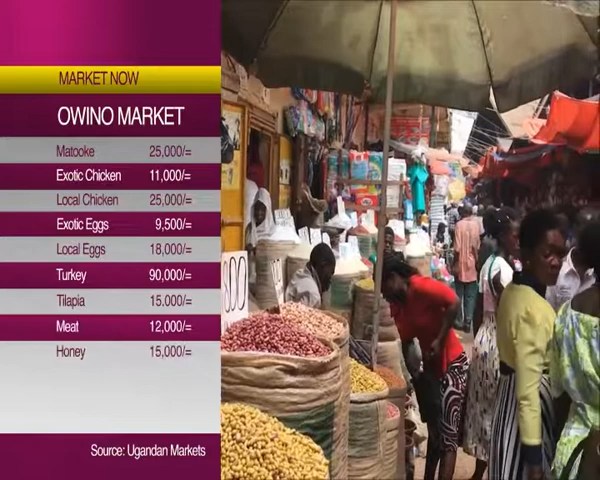 MARKET NOW
OWINO MARKET
Matooke 25,000/=
Exotic Chicken 11,000/=
Local Chicken 25,000/=
Exotic Eggs 9,500/=
Local Eggs 18,000/=
Turkey 90,000/=
Tilapia 15.000/=
Meat 12,000/=
Honey 15,000/=
Source: Ugandan Markets